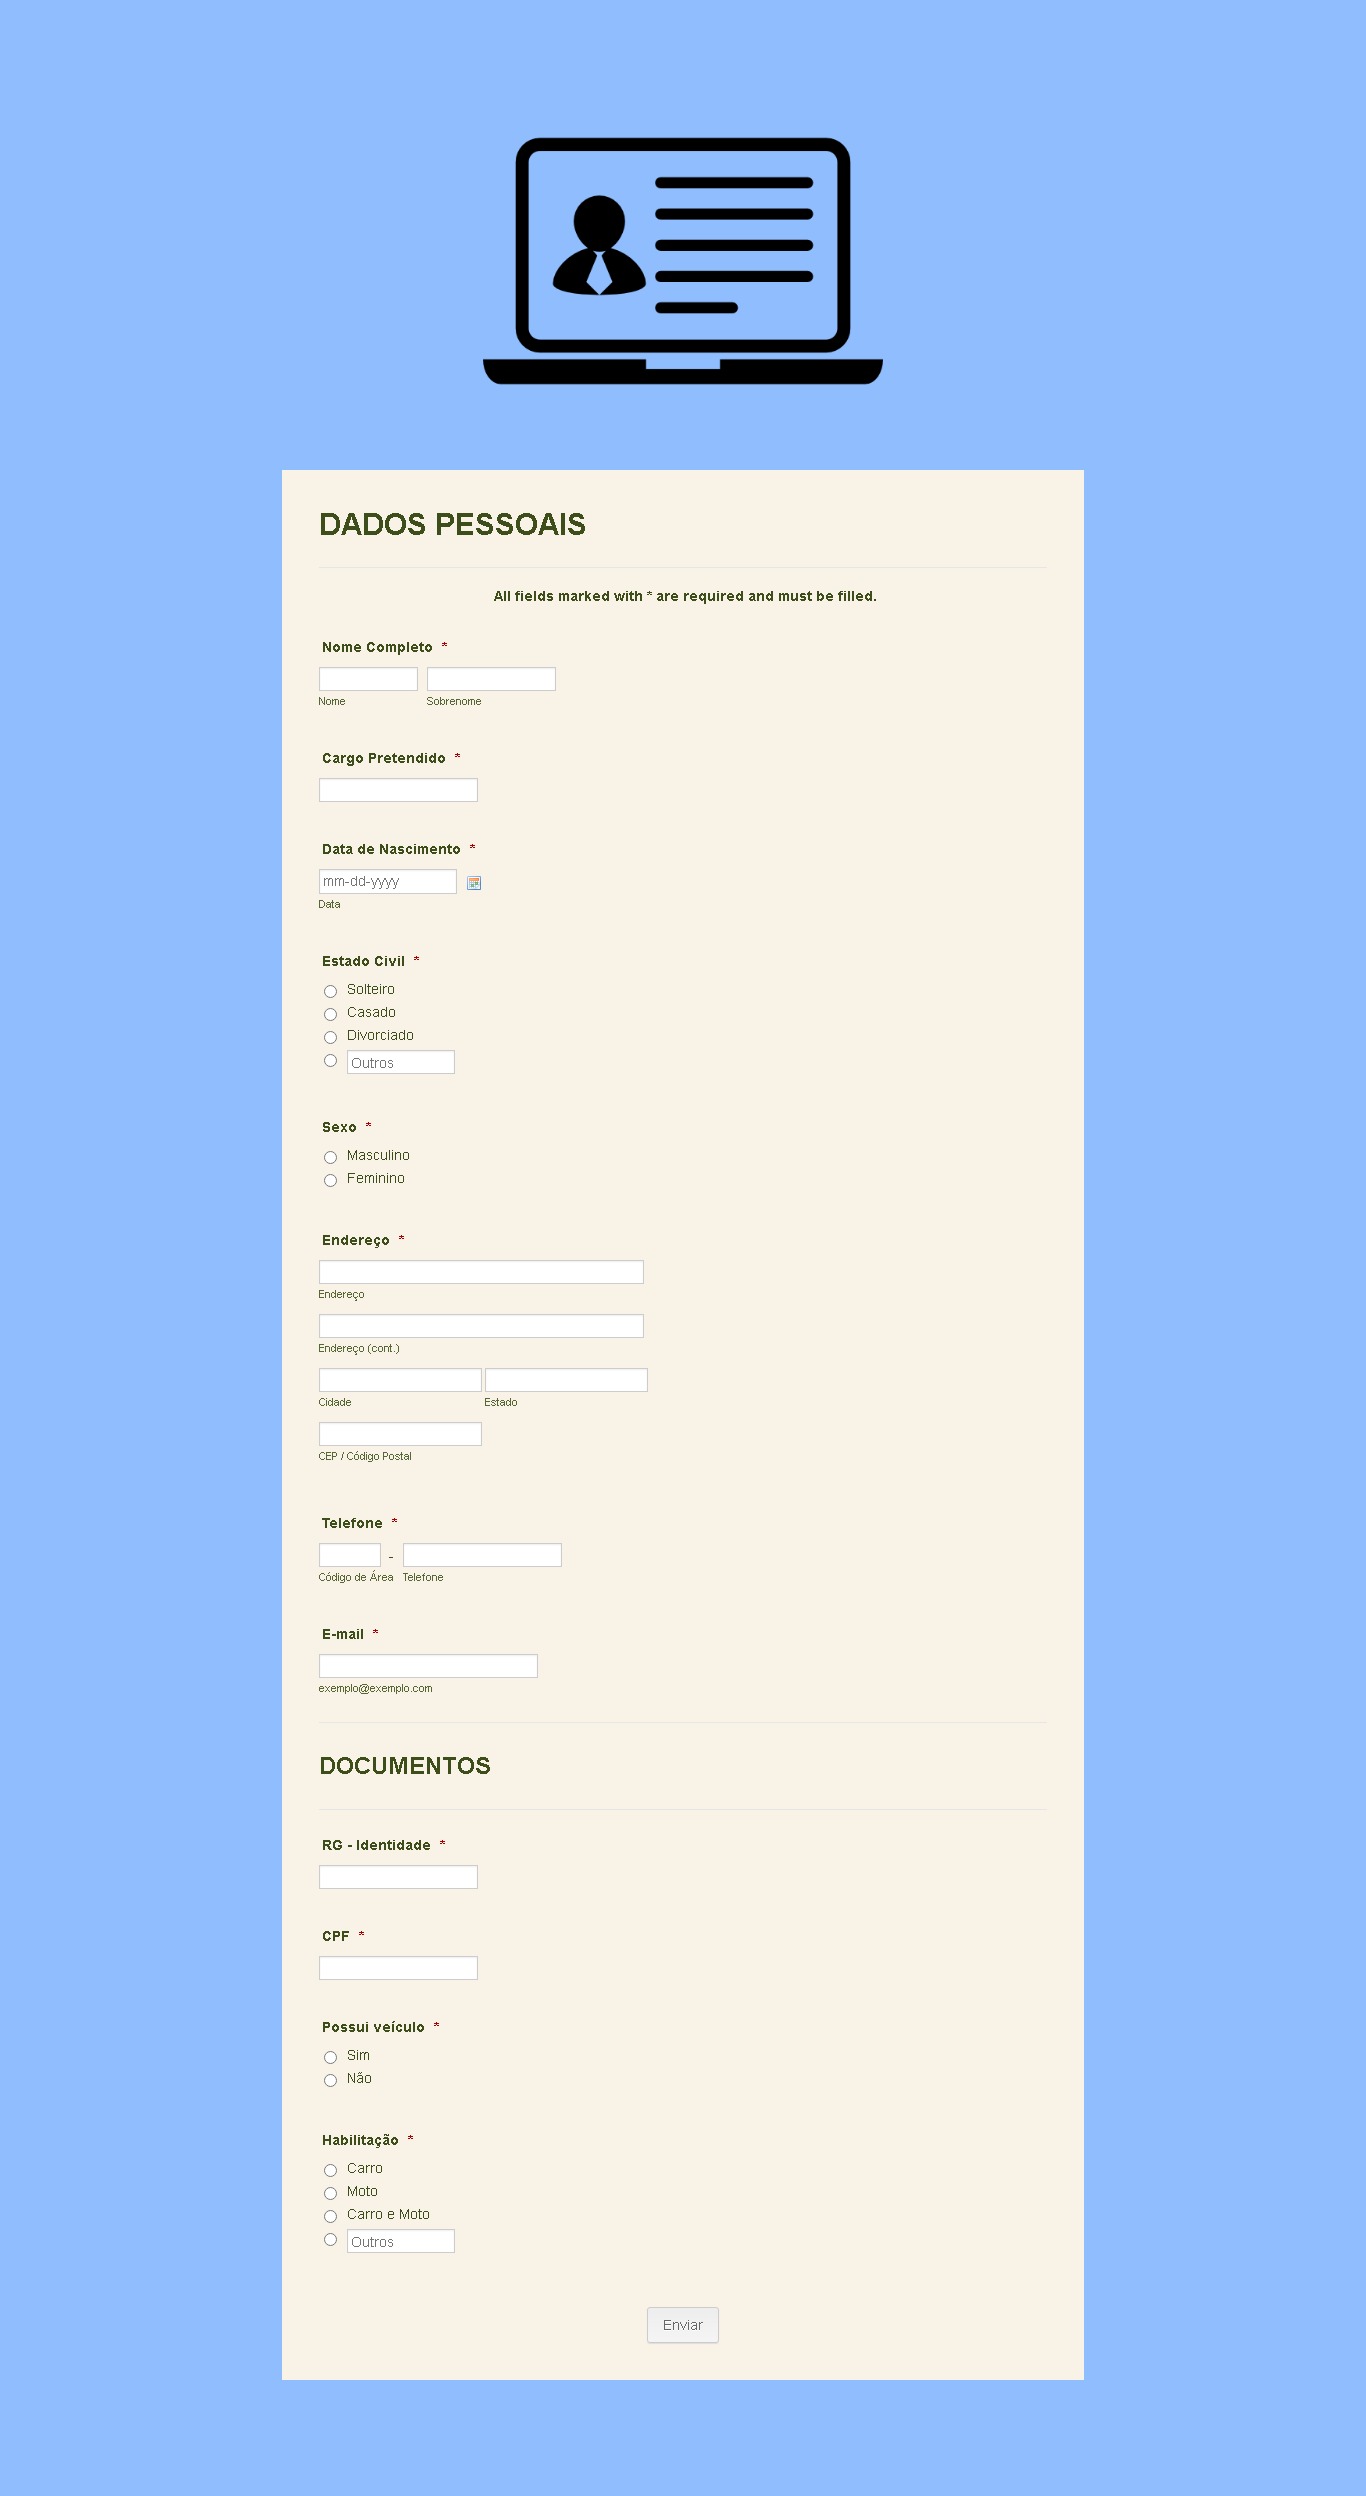 DADOS PESSOAIS
All fields marked with * are required and must be filled.
Nome Completo *
Nome Sobrenome
Cargo Pretendido *
Data de Nascimento *
mm-dd-yyyy
Data
Estado Civil *
Solteiro
Casado
Divorciado
Outros
Sexo *
Masculino
Feminino
Endereço *
Endereço
Endereço (cont.)
Cidade Estado
CEP / Código Postal
Telefone *
-
Código de Área Telefone
E-mail *
exemplo@exemplo.com
DOCUMENTOS
RG - Identidade *
CPF *
Possui veículo *
Sim
Não
Habilitação *
Carro
Moto
Carro e Moto
Outros
Enviar